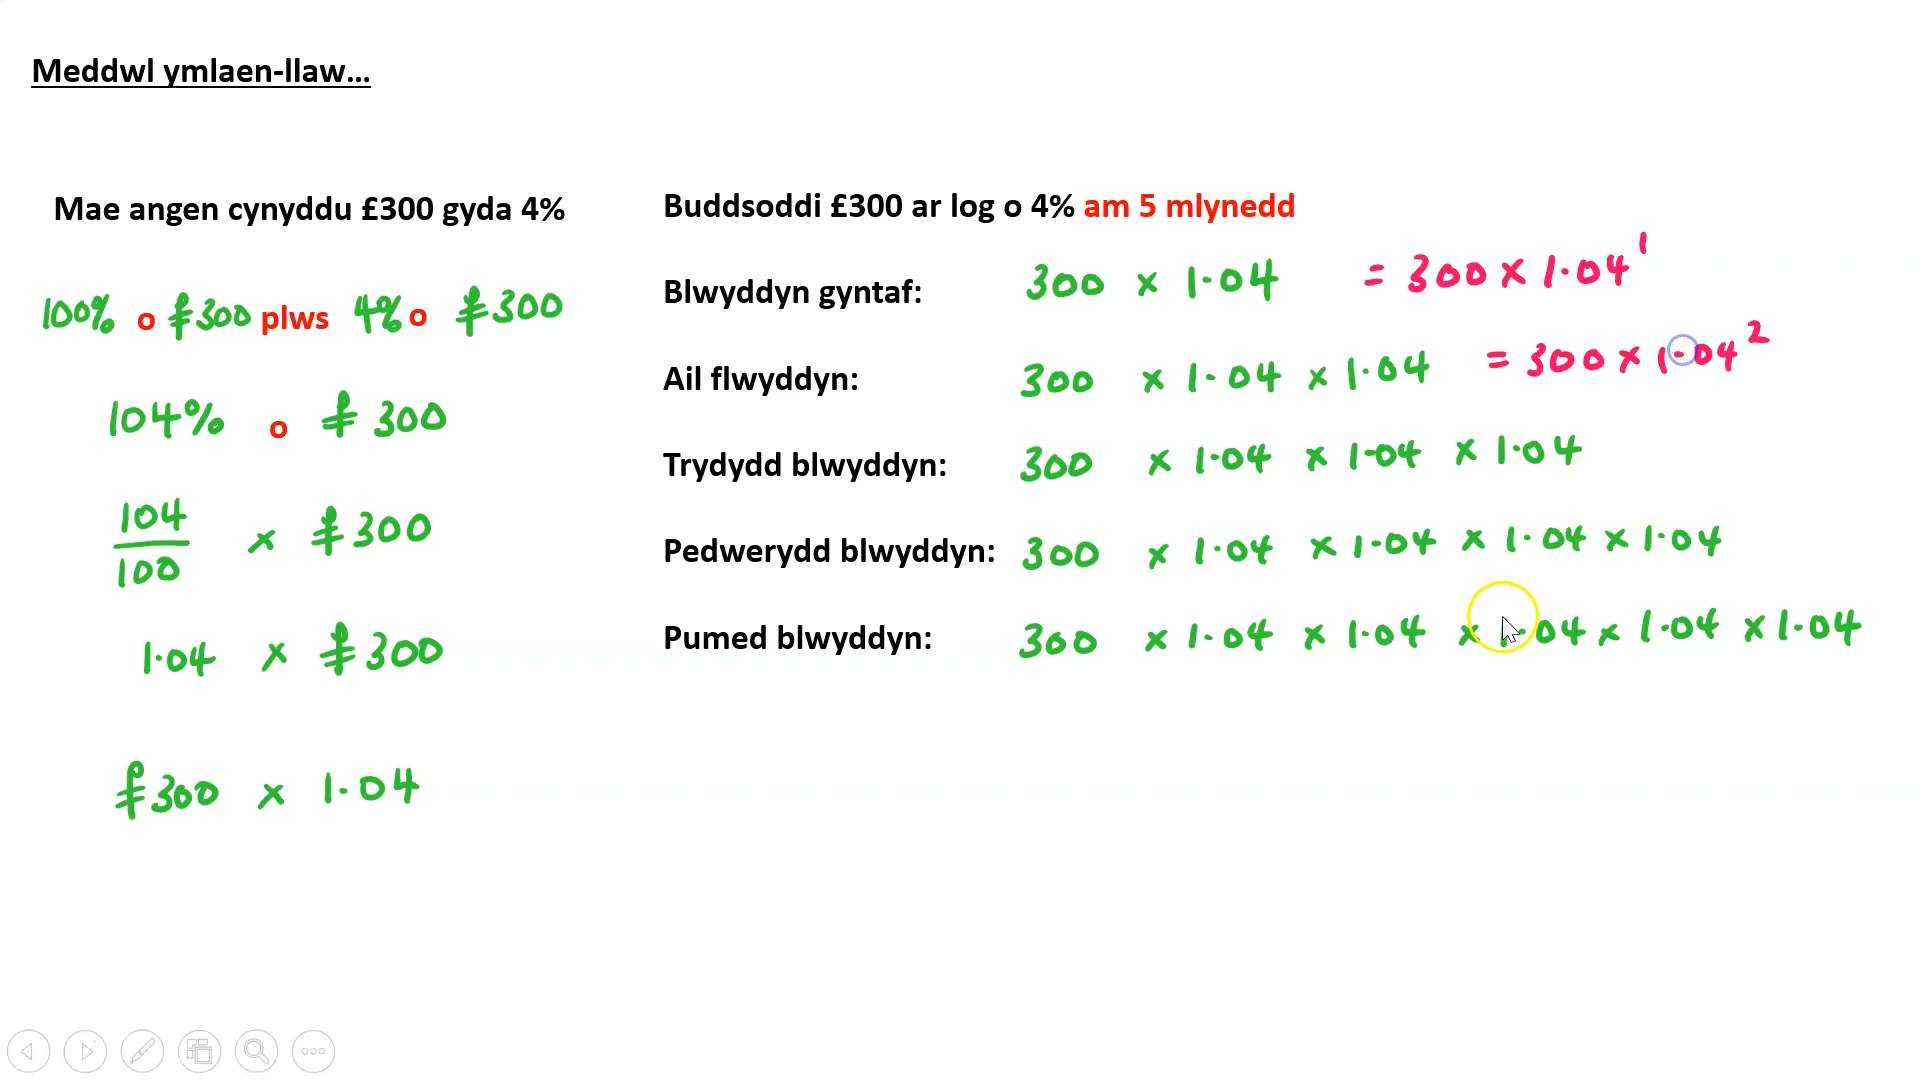 Meddwl ymlaen-llaw...
Mae angen cynyddu £300 gyda 4%
100% o £300 plws 4% o £300
104% o £300
104/100 × £300
1.04 × £300
£300 × 1.04
Buddsoddi £300 ar log o 4% am 5 mlynedd
Blwyddyn gyntaf: 300 × 1.04 = 300 × 1.04¹
Ail flwyddyn: 300 × 1.04 × 1.04 = 300 × 1.04²
Trydydd blwyddyn: 300 × 1.04 × 1.04 × 1.04
Pedwerydd blwyddyn: 300 × 1.04 × 1.04 × 1.04 × 1.04
Pumed blwyddyn: 300 × 1.04 × 1.04 × 1.04 × 1.04 × 1.04